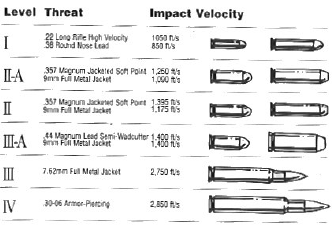 Level Threat Impact Velocity
I .22 Long Rifle High Velocity 1050 ft/s
.38 Round Nose Lead 850 ft/s
II-A .357 Magnum Jacketed Soft Point 1,250 ft/s
9mm Full Metal Jacket 1,090 ft/s
II .357 Magnum Jacketed Soft Point 1,395 ft/s
9mm Full Metal Jacket 1,175 ft/s
III-A .44 Magnum Lead Semi-Wadcutter 1,400 ft/s
9mm Full Metal Jacket 1,400 ft/s
III 7.62mm Full Metal Jacket 2,750 ft/s
IV .30-06 Armor-Piercing 2,850 ft/s